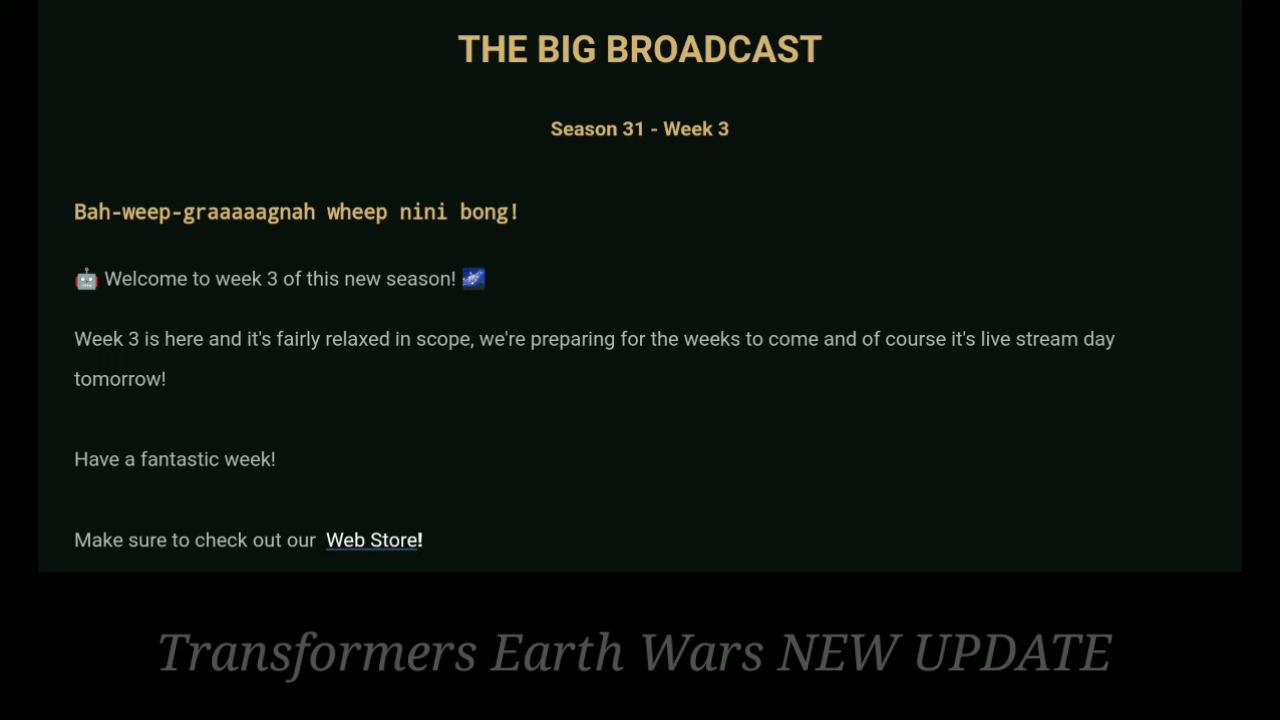 THE BIG BROADCAST
Season 31 - Week 3
Bah-weep-graaaaagnah wheep nini bong!
🤖 Welcome to week 3 of this new season! 🌌
Week 3 is here and it's fairly relaxed in scope, we're preparing for the weeks to come and of course it's live stream day
tomorrow!
Have a fantastic week!
Make sure to check out our Web Store!
Transformers Earth Wars NEW UPDATE